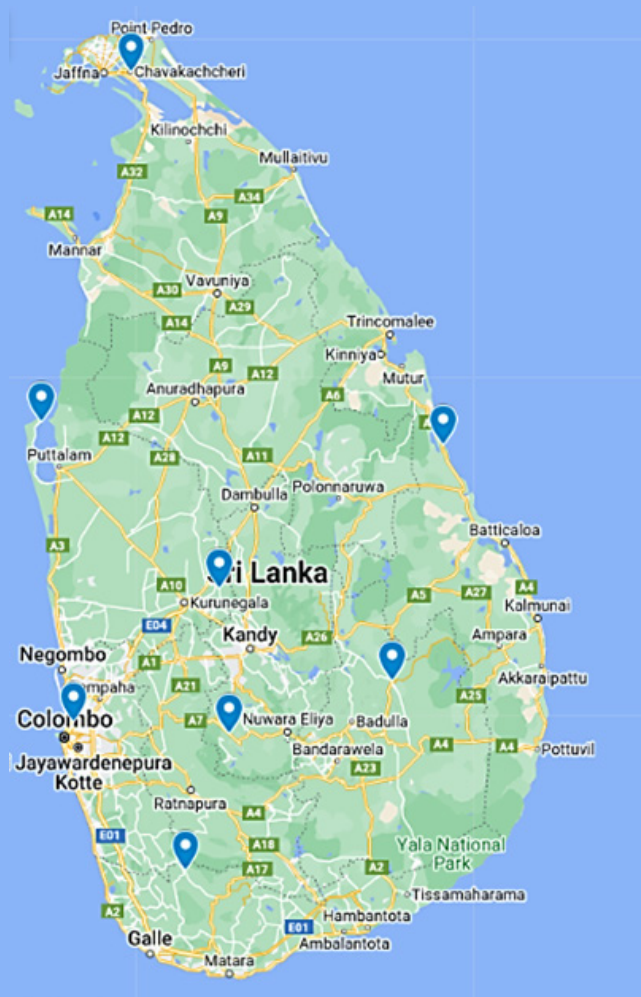 Point Pedro
Jaffna
Chavakachcheri
Kilinochchi
Mullaitivu
A32
A34
A14
A9
Mannar
Vavuniya
A30
A29
A14
Trincomalee
Kinniya
A9
A12
Mutur
Anuradhapura
A6
A12
A12
Puttalam
A28
A11
Polonnaruwa
Dambulla
Batticaloa
A3
Sri Lanka
A10
A5
A27
A4
Kurunegala
Kalmunai
E04
Kandy
A26
Ampara
Negombo
A1
Akkaraipattu
A21
A25
Colombo
A7
Nuwara Eliya
Badulla
A4
A4
Pottuvil
Bandarawela
Jayawardenepura
Kotte
A23
Ratnapura
A4
E01
A18
Yala National
Park
A17
A2
Tissamaharama
A2
Hambantota
E01
Galle
Ambalantota
Matara